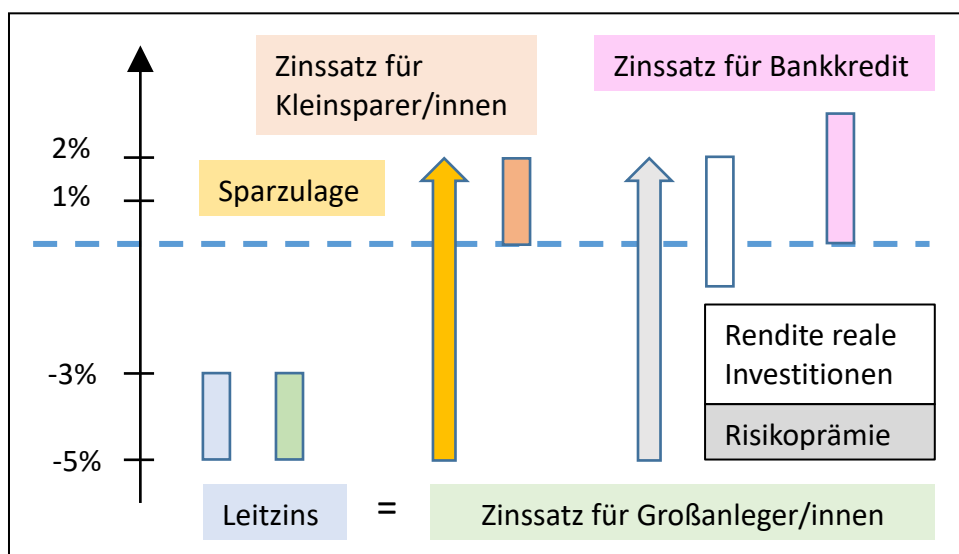 Zinssatz für
Kleinsparer/innen
Zinssatz für Bankkredit
2%
1%
Sparzulage
-3%
-5%
Rendite reale
Investitionen
Risikoprämie
Leitzins = Zinssatz für Großanleger/innen